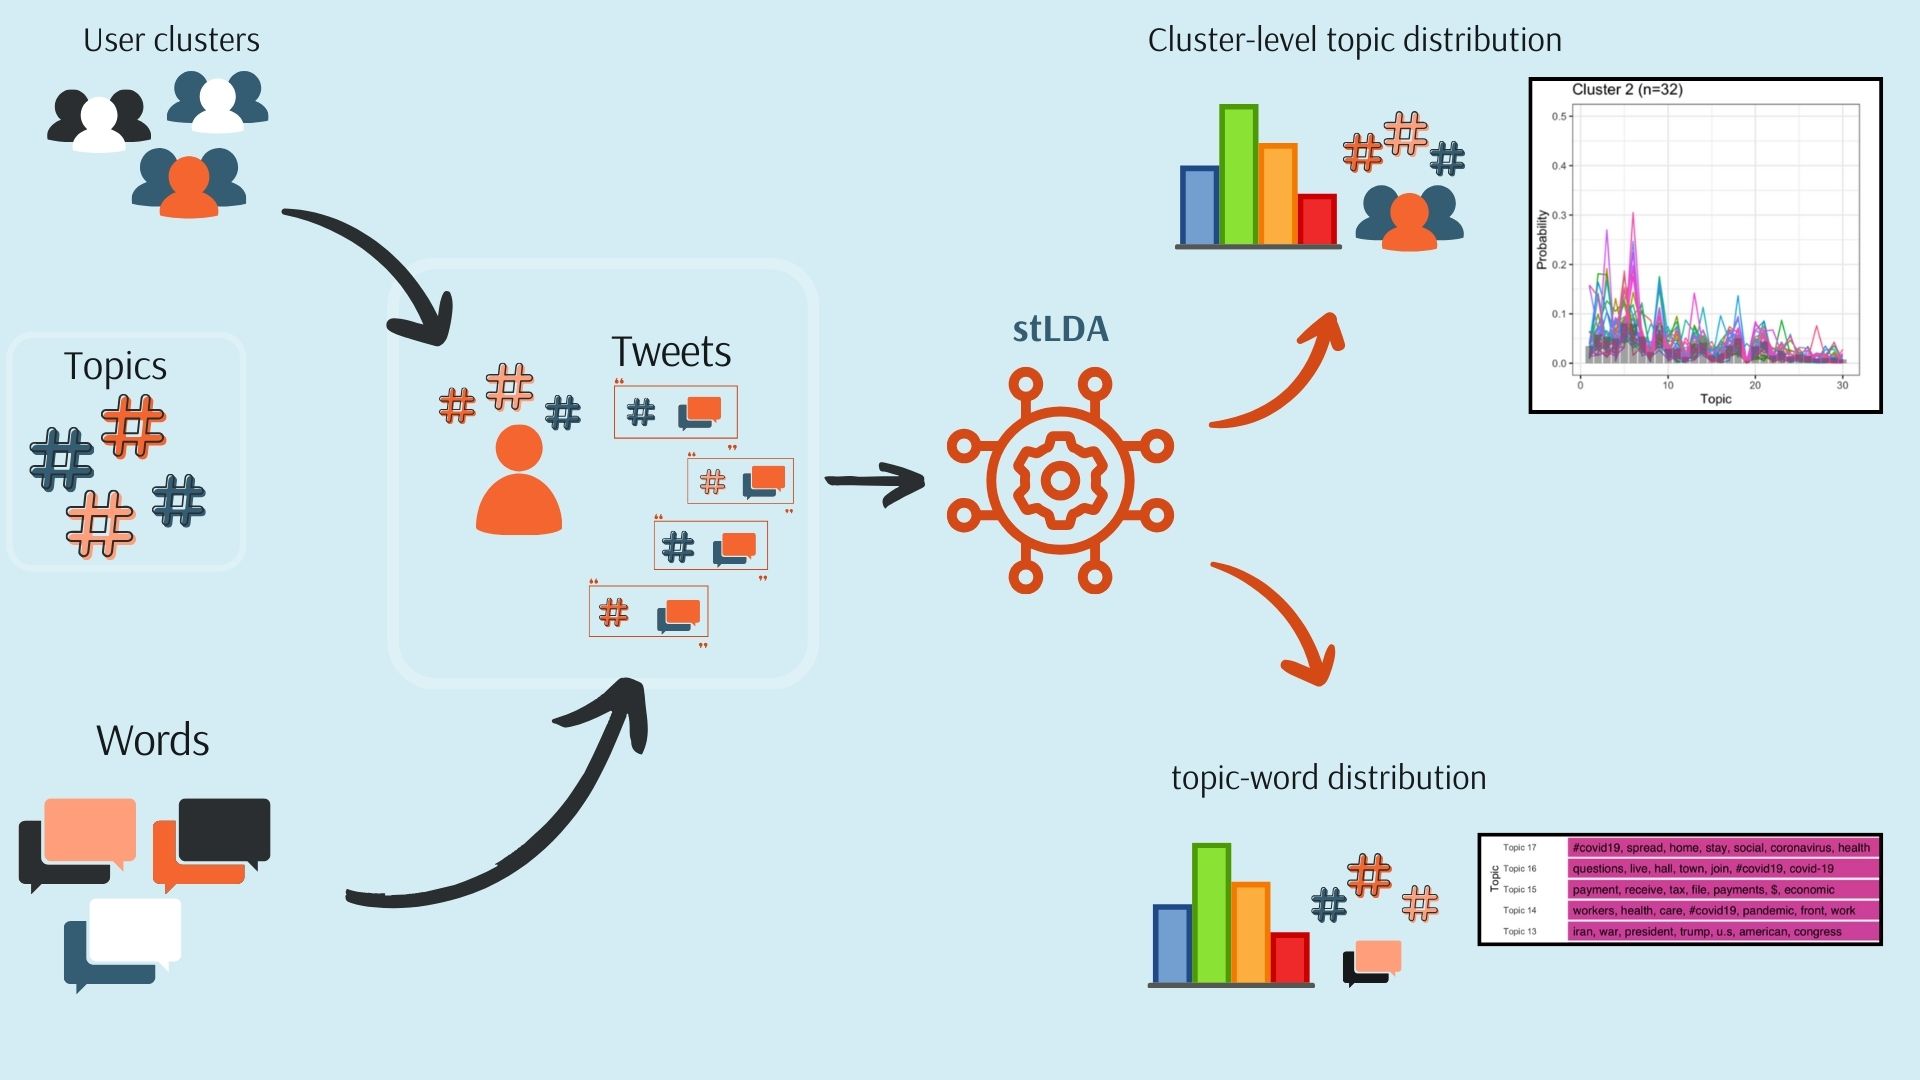 User clusters
Topics
Words
Tweets
stLDA
Cluster-level topic distribution
Cluster 2 (n=32)
Probability
0.5
0.4
0.3
0.2
0.1
0.0
0 10 20 30
Topic
topic-word distribution
Topic
Topic 17 #covid19, spread, home, stay, social, coronavirus, health
Topic 16 questions, live, hall, town, join, #covid19, covid-19
Topic 15 payment, receive, tax, file, payments, $, economic
Topic 14 workers, health, care, #covid19, pandemic, front, work
Topic 13 iran, war, president, trump, u.s, american, congress